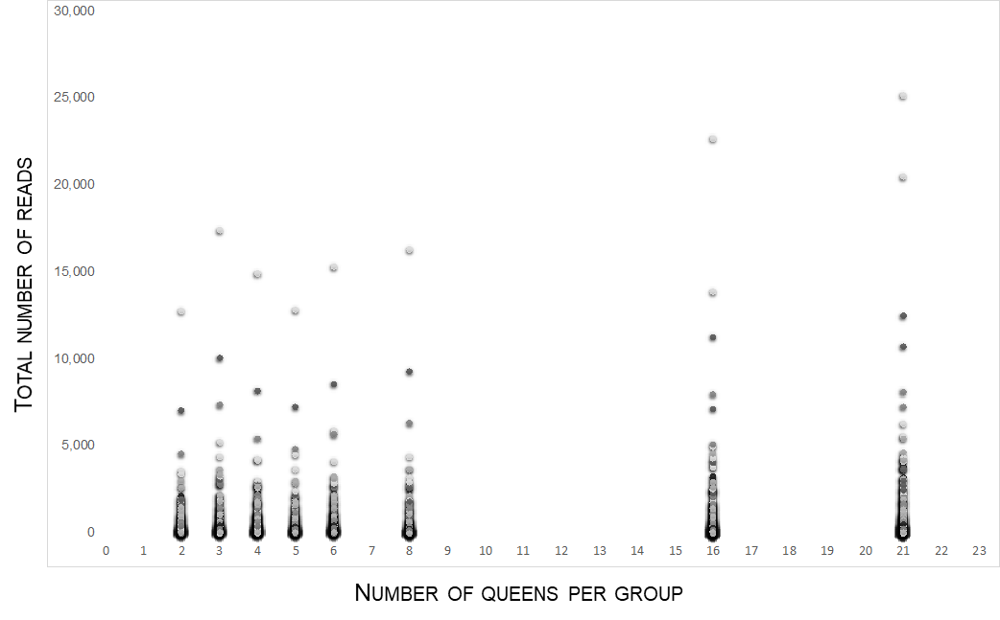 30,000
25,000
20,000
15,000
10,000
5,000
0
TOTAL NUMBER OF READS
0 1 2 3 4 5 6 7 8 9 10 11 12 13 14 15 16 17 18 19 20 21 22 23
NUMBER OF QUEENS PER GROUP